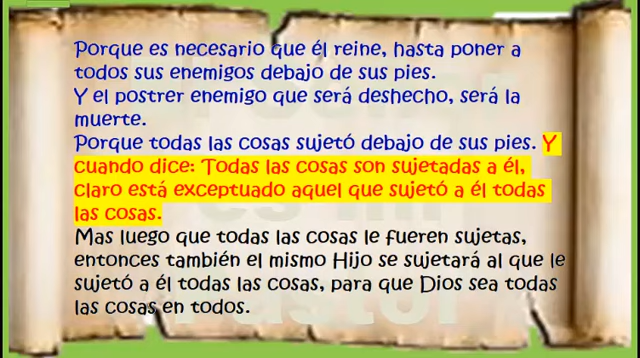 Porque es necesario que él reine, hasta poner a
todos sus enemigos debajo de sus pies.
Y el postrer enemigo que será deshecho, será la
muerte.
Porque todas las cosas sujetó debajo de sus pies. Y
cuando dice: Todas las cosas son sujetadas a él,
claro está exceptuado aquel que sujetó a él todas
las cosas.
Mas luego que todas las cosas le fueren sujetas,
entonces también el mismo Hijo se sujetará al que le
sujetó a él todas las cosas, para que Dios sea todas
las cosas en todos.
es mi
Pastor